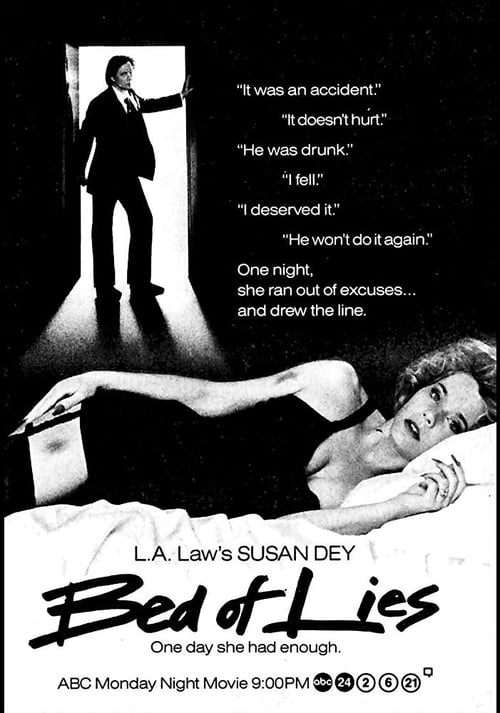 "It was an accident."
"It doesn't hurt."
"He was drunk."
"I fell."
"I deserved it."
"He won't do it again."
One night,
she ran out of excuses...
and drew the line.
L.A. Law's SUSAN DEY
Bed of Lies
One day she had enough.
ABC Monday Night Movie 9:00PM abc 24 2 6 21